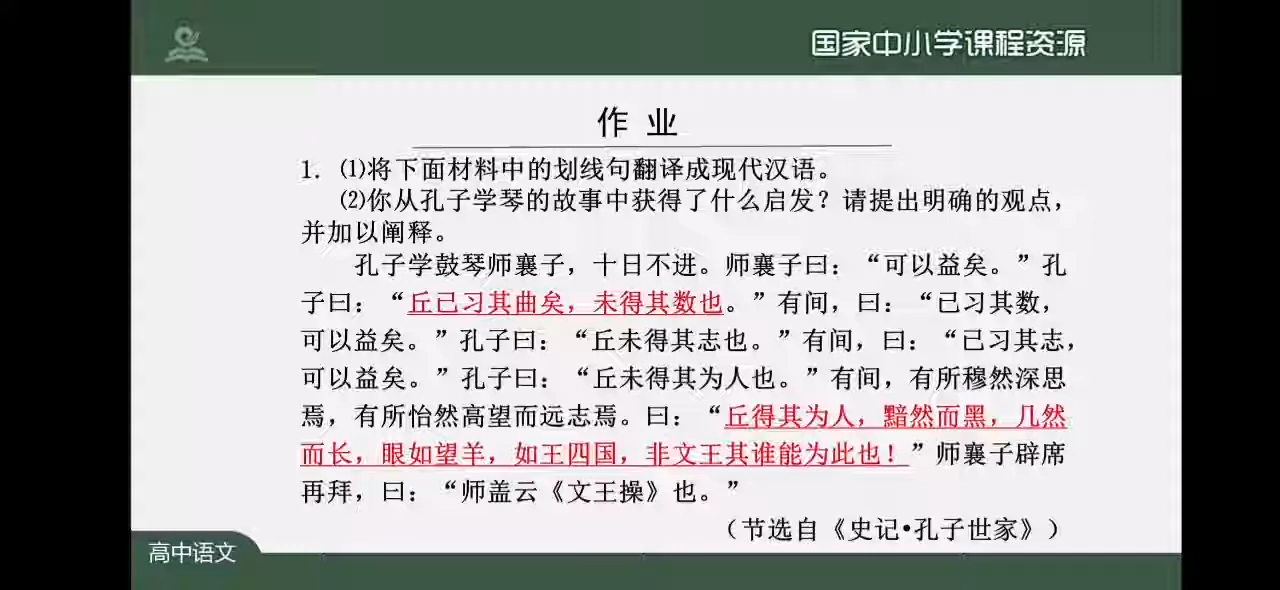 国家中小学课程资源
作业
1. ⑴将下面材料中的划线句翻译成现代汉语。
⑵你从孔子学琴的故事中获得了什么启发？请提出明确的观点，
并加以阐释。
孔子学鼓琴师襄子，十日不进。师襄子曰：“可以益矣。”孔
子曰：“丘已习其曲矣，未得其数也。”有间，曰：“已习其数，
可以益矣。”孔子曰：“丘未得其志也。”有间，曰：“已习其志，
可以益矣。”孔子曰：“丘未得其为人也。”有间，有所穆然深思
焉，有所怡然高望而远志焉。曰：“丘得其为人，黯然而黑，几然
而长，眼如望羊，如王四国，非文王其谁能为此也！”师襄子辟席
再拜，曰：“师盖云《文王操》也。”
（节选自《史记•孔子世家》）
高中语文